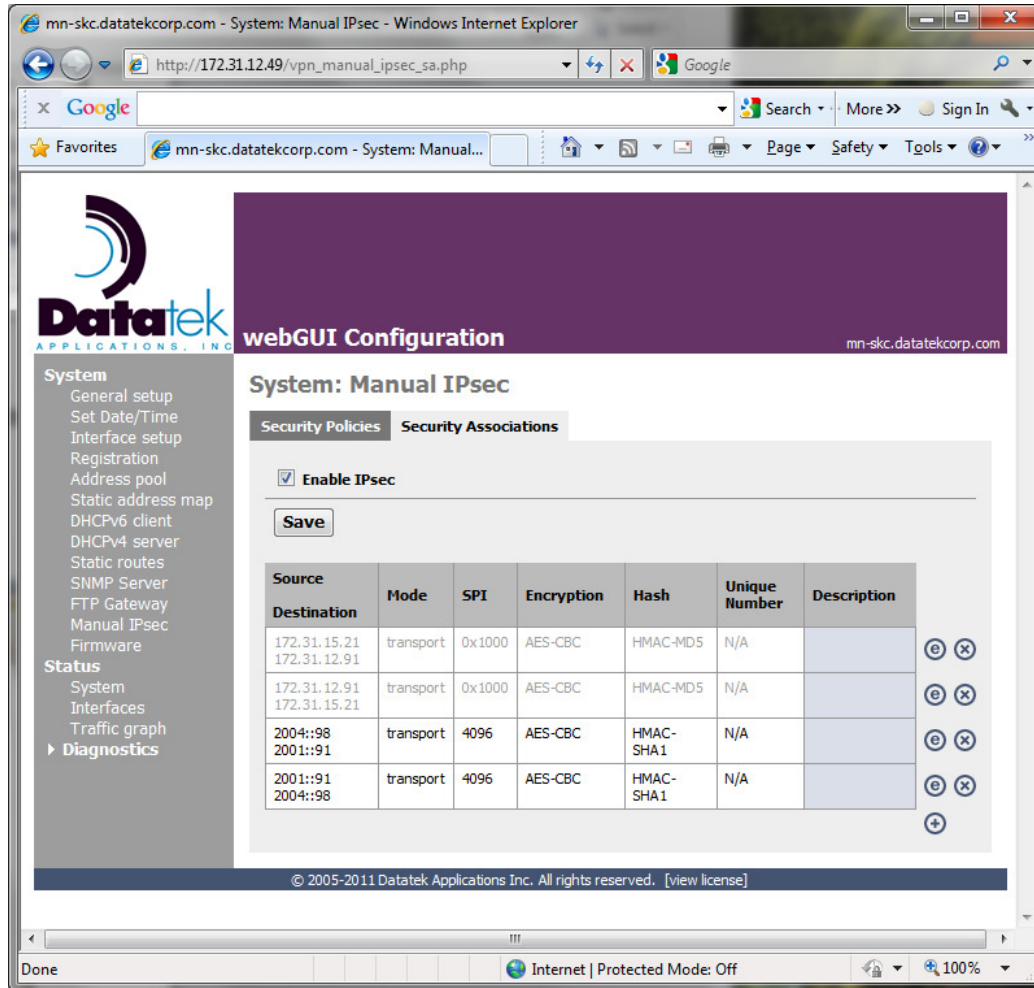 mn-skc.datatekcorp.com - System: Manual IPsec - Windows Internet Explorer
http://172.31.12.49/vpn_manual_ipsec_sa.php
Google
x Google
Search
More »
Sign In
Favorites
mn-skc.datatekcorp.com - System: Manual...
Page
Safety
Tools
»
Datatek
APPLICATIONS, INC
webGUI Configuration
mn-skc.datatekcorp.com
System
General setup
Set Date/Time
Interface setup
Registration
Address pool
Static address map
DHCPv6 client
DHCPv4 server
Static routes
SNMP Server
FTP Gateway
Manual IPsec
Firmware
Status
System
Interfaces
Traffic graph
Diagnostics
System: Manual IPsec
Security Policies Security Associations
Enable IPsec
Save
Source
Destination
Mode
SPI
Encryption
Hash
Unique
Number
Description
172.31.15.21 transport 0x1000 AES-CBC HMAC-MD5 N/A
172.31.12.91
e x
172.31.12.91 transport 0x1000 AES-CBC HMAC-MD5 N/A
172.31.15.21
e x
2004::98 transport 4096 AES-CBC HMAC- N/A
2001::91 SHA1
e x
2001::91 transport 4096 AES-CBC HMAC- N/A
2004::98 SHA1
e x
+
© 2005-2011 Datatek Applications Inc. All rights reserved. [view license]
Done
Internet | Protected Mode: Off
100%